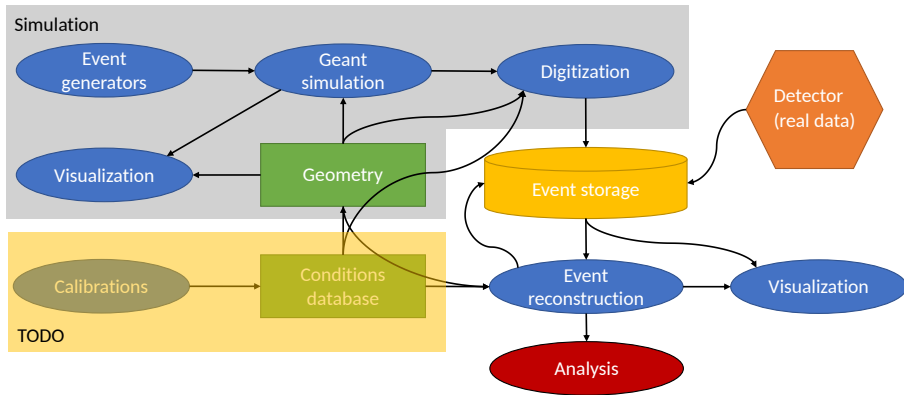 Simulation
Event
generators
Geant
simulation
Digitization
Detector
(real data)
Visualization
Geometry
Event storage
Calibrations
Conditions
database
Event
reconstruction
Visualization
TODO
Analysis